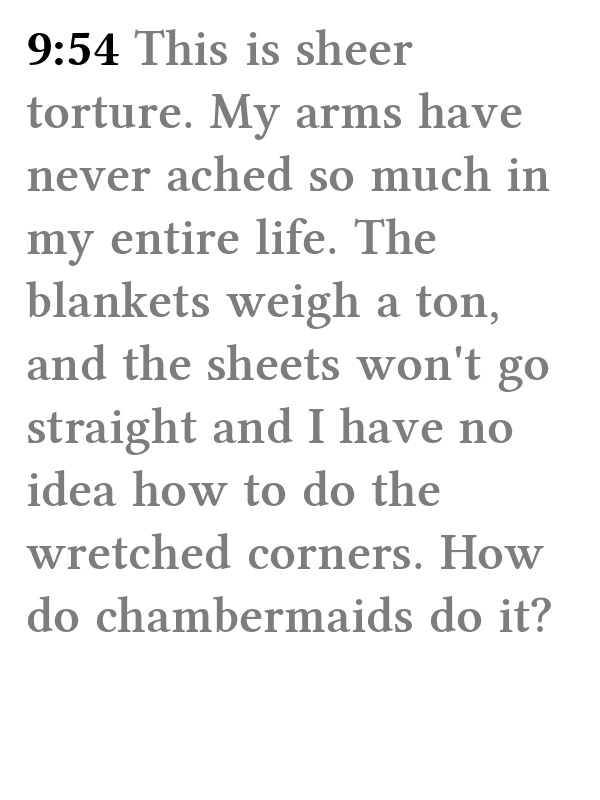 9:54 This is sheer
torture. My arms have
never ached so much in
my entire life. The
blankets weigh a ton,
and the sheets won't go
straight and I have no
idea how to do the
wretched corners. How
do chambermaids do it?